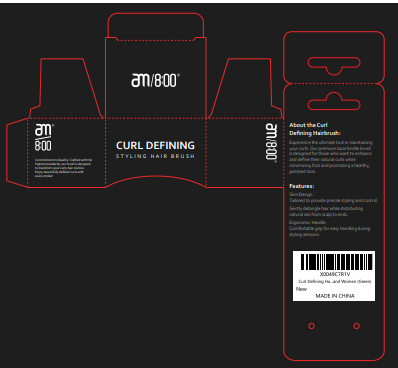 am/8:00®
am
8:00
Commitment to Beauty: Crafted with the
highest standards, our brush is designed
to transform your curly hair routine.
Enjoy beautifully defined curls with
every stroke!
CURL DEFINING
STYLING HAIR BRUSH
am/8:00®
About the Curl
Defining Hairbrush:
Experience the ultimate tool in maintaining
your curls. Our premium local bristle brush
is designed for those who want to enhance
and define their natural curls while
minimizing frizz and promoting a healthy,
polished look.
Features:
Slim Design:
Tailored to provide precise styling and control.
Gently detangle hair while distributing
natural oils from scalp to ends.
Ergonomic Handle:
Comfortable gap for easy handling during
styling sessions.
X0049C7R1V
Curl Defining Ha...and Women (Green)
New
MADE IN CHINA